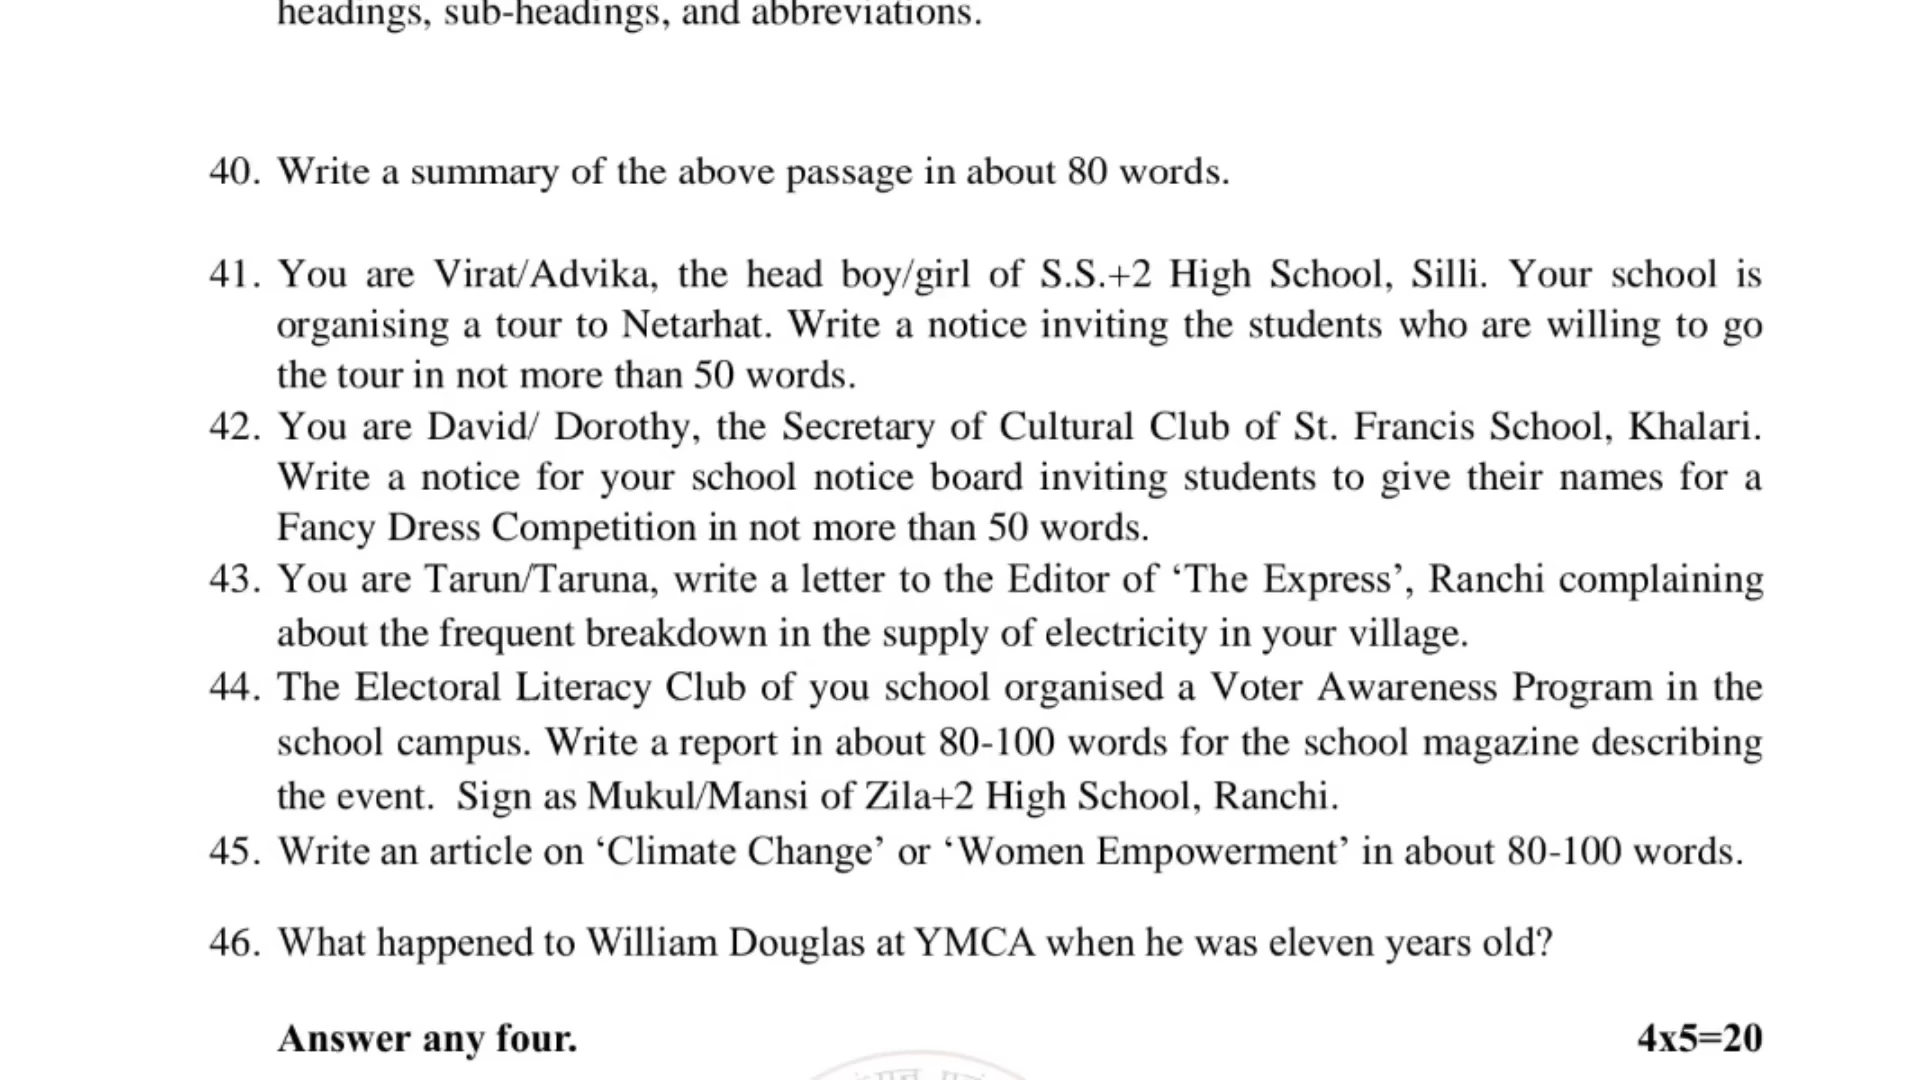 headings, sub-headings, and abbreviations.
40. Write a summary of the above passage in about 80 words.
41. You are Virat/Advika, the head boy/girl of S.S.+2 High School, Silli. Your school is
organising a tour to Netarhat. Write a notice inviting the students who are willing to go
the tour in not more than 50 words.
42. You are David/ Dorothy, the Secretary of Cultural Club of St. Francis School, Khalari.
Write a notice for your school notice board inviting students to give their names for a
Fancy Dress Competition in not more than 50 words.
43. You are Tarun/Taruna, write a letter to the Editor of ‘The Express’, Ranchi complaining
about the frequent breakdown in the supply of electricity in your village.
44. The Electoral Literacy Club of you school organised a Voter Awareness Program in the
school campus. Write a report in about 80-100 words for the school magazine describing
the event. Sign as Mukul/Mansi of Zila+2 High School, Ranchi.
45. Write an article on ‘Climate Change’ or ‘Women Empowerment’ in about 80-100 words.
46. What happened to William Douglas at YMCA when he was eleven years old?
Answer any four. 4x5=20